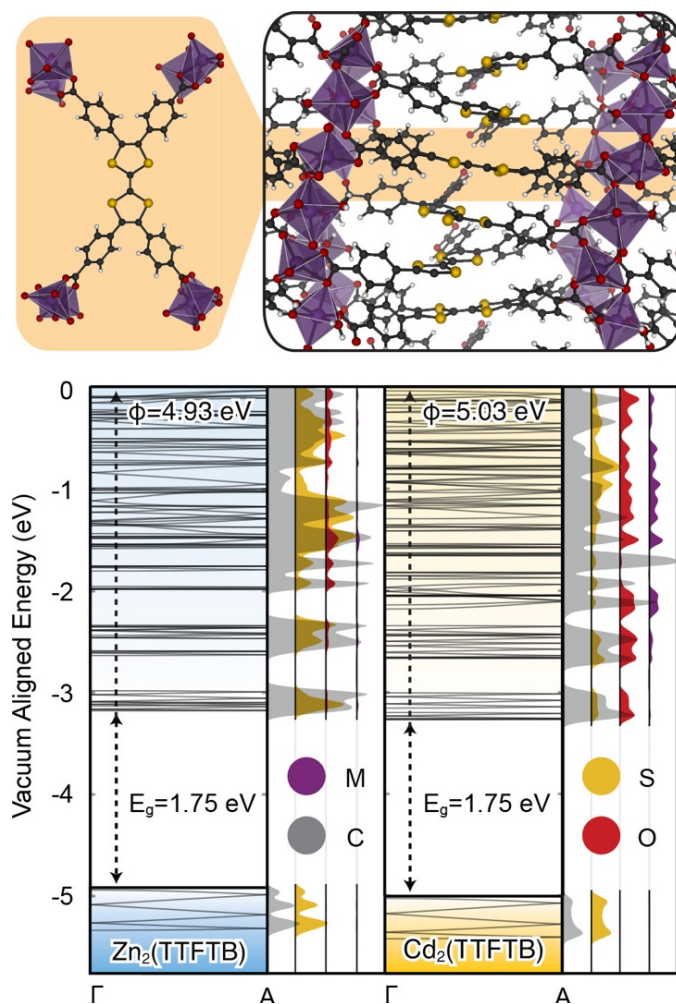 0
-1
-2
-3
-4
-5
Vacuum Aligned Energy (eV)
ϕ=4.93 eV
ϕ=5.03 eV
M
C
S
O
E_g=1.75 eV
E_g=1.75 eV
Zn₂(TTFTB)
Cd₂(TTFTB)
Γ A Γ A